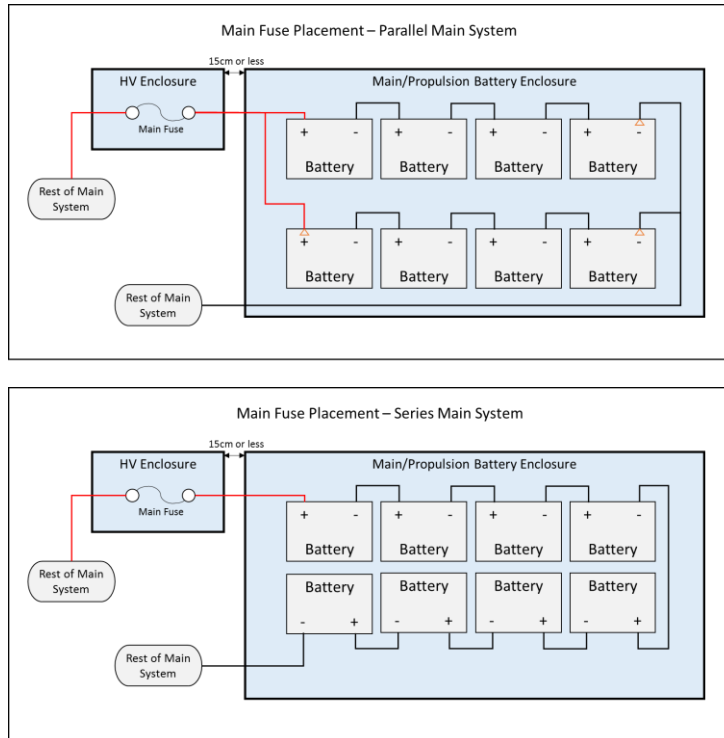 Main Fuse Placement – Parallel Main System
15cm or less
HV Enclosure
Main/Propulsion Battery Enclosure
Main Fuse
+ - + - + - + -
Battery Battery Battery Battery
Rest of Main
System
+ - + - + - + -
Battery Battery Battery Battery
Rest of Main
System
Main Fuse Placement – Series Main System
15cm or less
HV Enclosure
Main/Propulsion Battery Enclosure
Main Fuse
+ - + - + - + -
Battery Battery Battery Battery
Rest of Main
System
Battery Battery Battery Battery
- + - + - + - +
Rest of Main
System